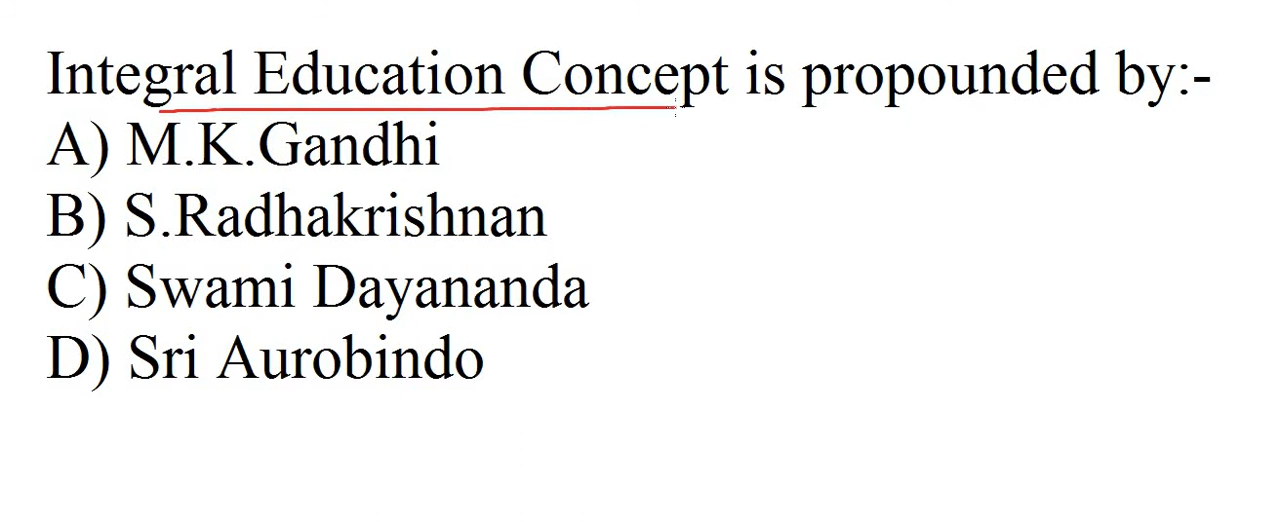 Integral Education Concept is propounded by:-
A) M.K.Gandhi
B) S.Radhakrishnan
C) Swami Dayananda
D) Sri Aurobindo